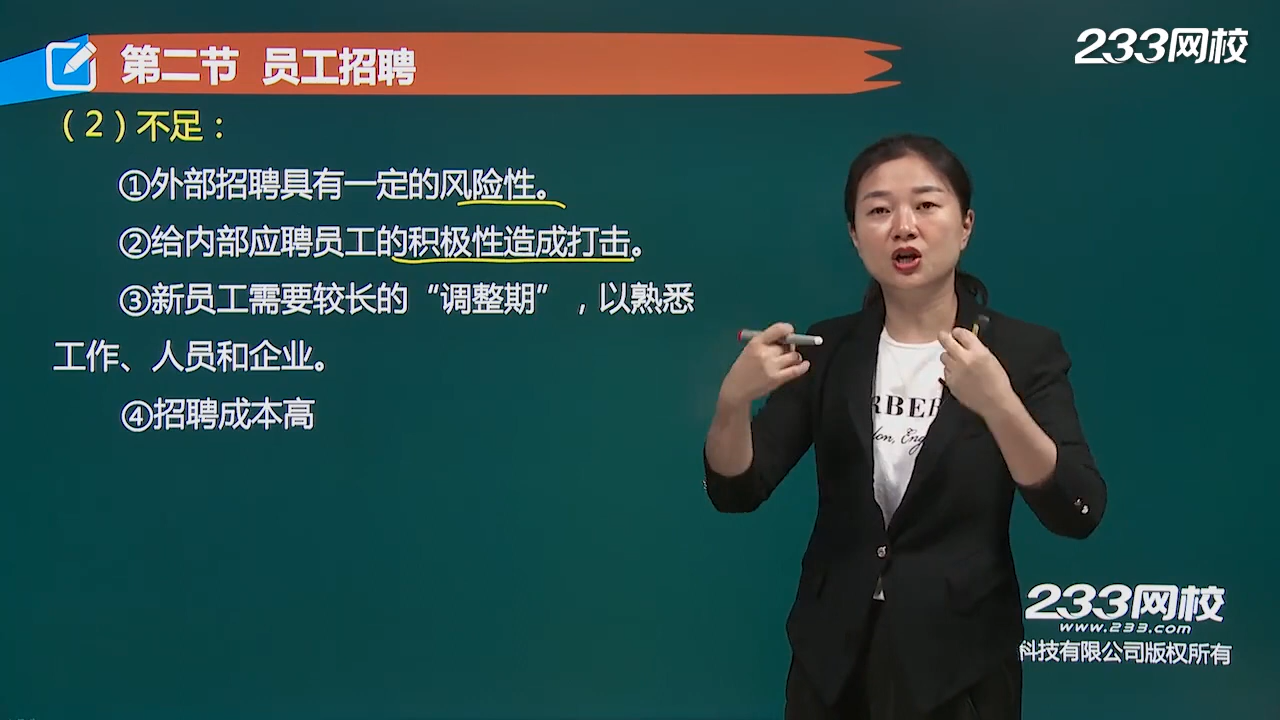 第二节 员工招聘
233网校
（2）不足：
①外部招聘具有一定的风险性。
②给内部应聘员工的积极性造成打击。
③新员工需要较长的“调整期”，以熟悉
工作、人员和企业。
④招聘成本高
RBER
don, Eng
233网校
www.233.com
科技有限公司版权所有